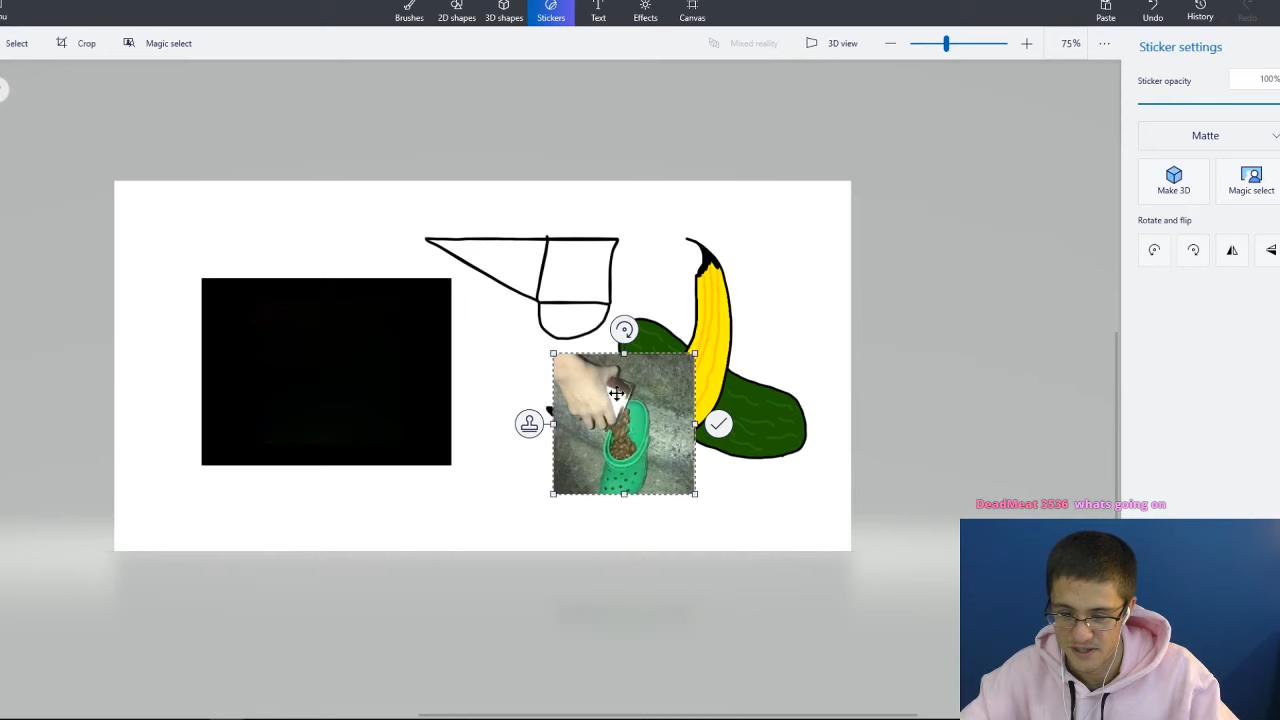 Brushes 2D shapes 3D shapes Stickers Text Effects Canvas Paste Undo History Redo
Select Crop Magic select Mixed reality 3D view 75%
Sticker settings
Sticker opacity 100%
Matte
Make 3D Magic select
Rotate and flip
DeadMeat 3536 whats going on